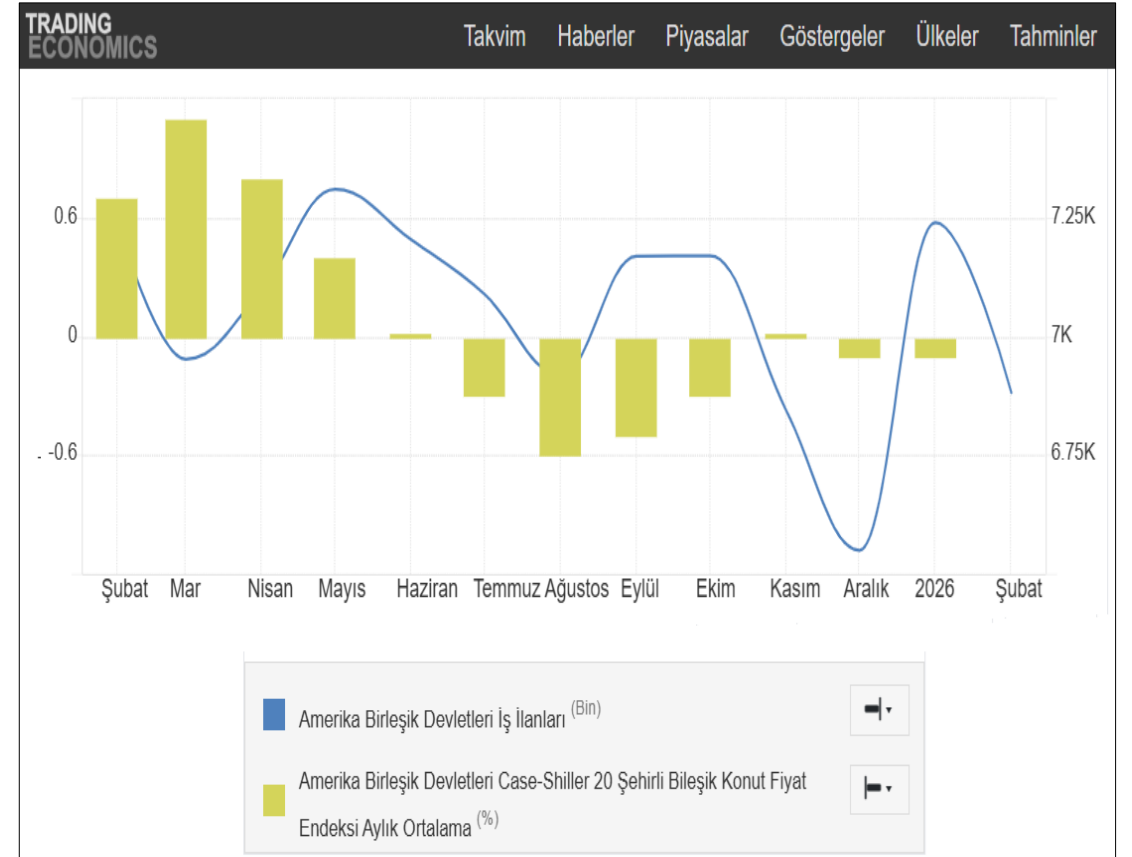 TRADING
ECONOMICS
Takvim Haberler Piyasalar Göstergeler Ülkeler Tahminler
0.6 7.25K
0 7K
. -0.6 6.75K
Şubat Mar Nisan Mayıs Haziran Temmuz Ağustos Eylül Ekim Kasım Aralık 2026 Şubat
Amerika Birleşik Devletleri İş İlanları (Bin)
Amerika Birleşik Devletleri Case-Shiller 20 Şehirli Bileşik Konut Fiyat
Endeksi Aylık Ortalama (%)